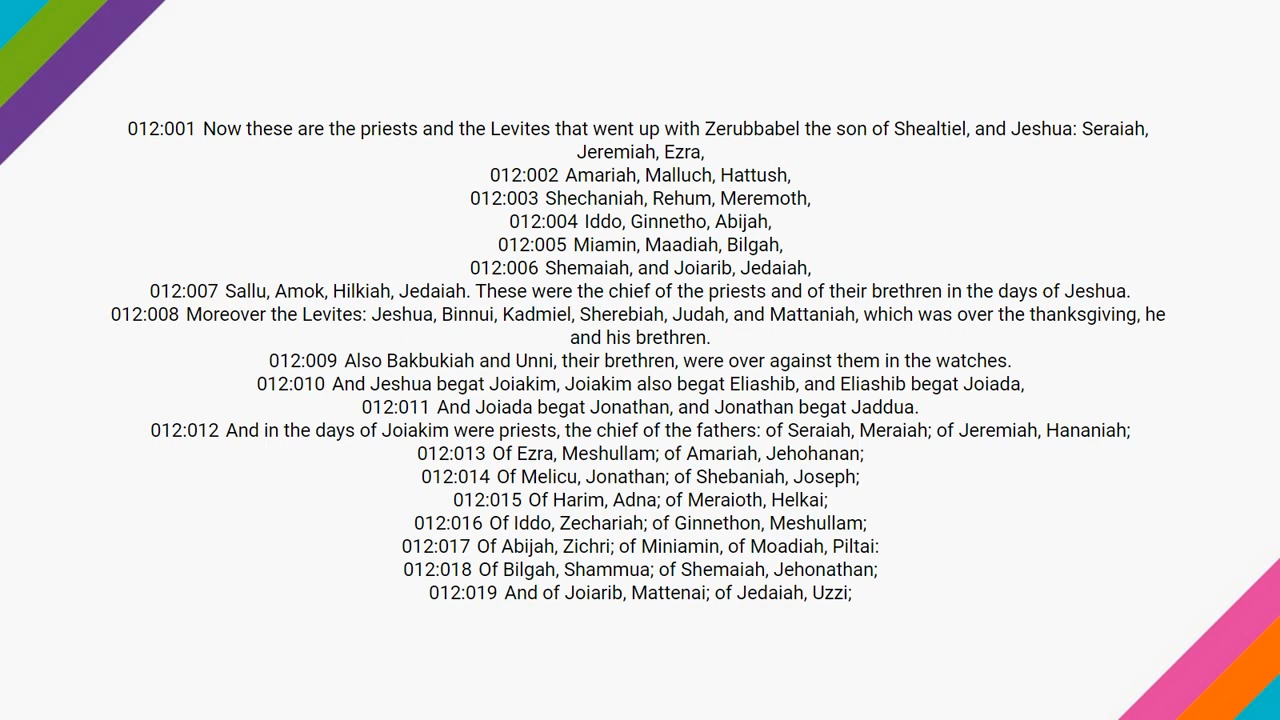 012:001 Now these are the priests and the Levites that went up with Zerubbabel the son of Shealtiel, and Jeshua: Seraiah,
Jeremiah, Ezra,
012:002 Amariah, Malluch, Hattush,
012:003 Shechaniah, Rehum, Meremoth,
012:004 Iddo, Ginnetho, Abijah,
012:005 Miamin, Maadiah, Bilgah,
012:006 Shemaiah, and Joiarib, Jedaiah,
012:007 Sallu, Amok, Hilkiah, Jedaiah. These were the chief of the priests and of their brethren in the days of Jeshua.
012:008 Moreover the Levites: Jeshua, Binnui, Kadmiel, Sherebiah, Judah, and Mattaniah, which was over the thanksgiving, he
and his brethren.
012:009 Also Bakbukiah and Unni, their brethren, were over against them in the watches.
012:010 And Jeshua begat Joiakim, Joiakim also begat Eliashib, and Eliashib begat Joiada,
012:011 And Joiada begat Jonathan, and Jonathan begat Jaddua.
012:012 And in the days of Joiakim were priests, the chief of the fathers: of Seraiah, Meraiah; of Jeremiah, Hananiah;
012:013 Of Ezra, Meshullam; of Amariah, Jehohanan;
012:014 Of Melicu, Jonathan; of Shebaniah, Joseph;
012:015 Of Harim, Adna; of Meraioth, Helkai;
012:016 Of Iddo, Zechariah; of Ginnethon, Meshullam;
012:017 Of Abijah, Zichri; of Miniamin, of Moadiah, Piltai:
012:018 Of Bilgah, Shammua; of Shemaiah, Jehonathan;
012:019 And of Joiarib, Mattenai; of Jedaiah, Uzzi;